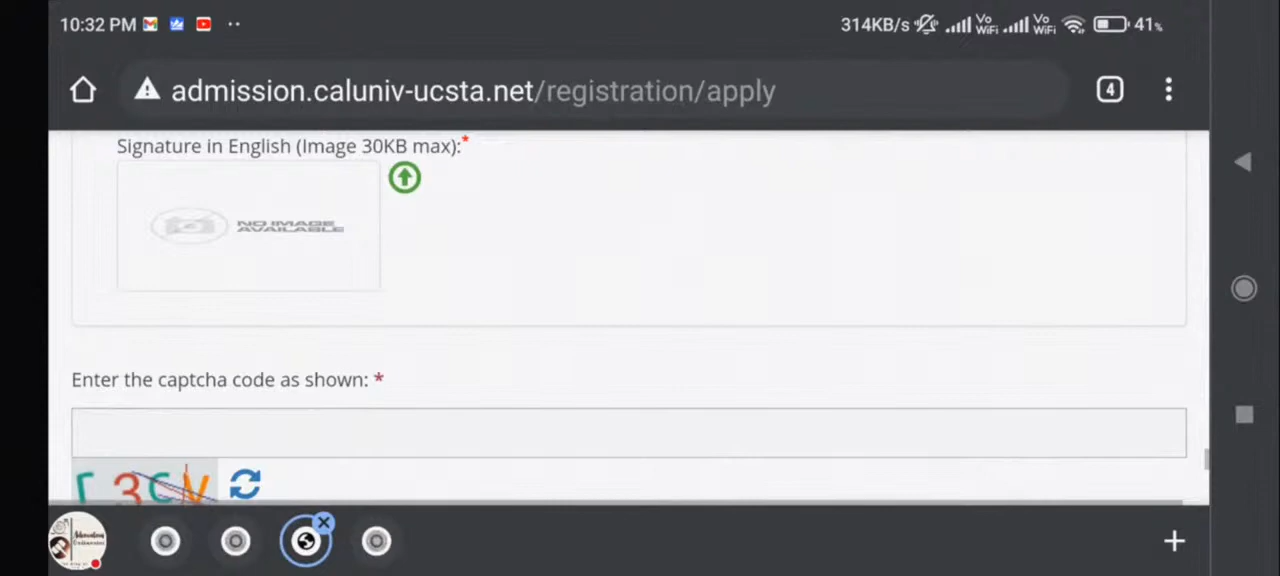 10:32 PM
314KB/s Vo WiFi Vo WiFi 41%
admission.caluniv-ucsta.net/registration/apply
4
Signature in English (Image 30KB max):*
NO IMAGE
AVAILABLE
Enter the captcha code as shown: *